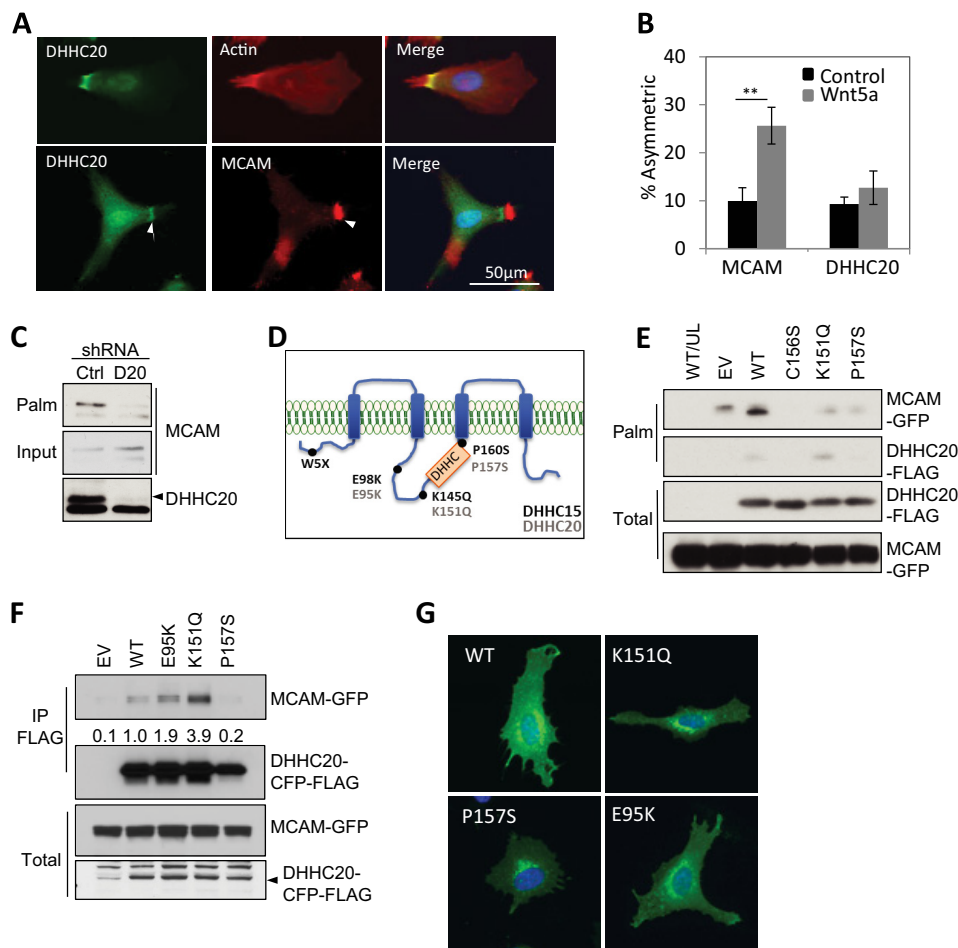 A
DHHC20
Actin
Merge
DHHC20
MCAM
Merge
50µm
B
% Asymmetric
40
30
20
10
0
Control
Wnt5a
**
MCAM
DHHC20
C
shRNA
Ctrl D20
Palm
Input
MCAM
DHHC20
D
W5X
E98K
E95K
DHHC
P160S
P157S
K145Q
K151Q
DHHC15
DHHC20
E
WT/UL
EV
WT
C156S
K151Q
P157S
Palm
MCAM
-GFP
DHHC20
-FLAG
Total
DHHC20
-FLAG
MCAM
-GFP
F
EV
WT
E95K
K151Q
P157S
IP
FLAG
MCAM-GFP
0.1 1.0 1.9 3.9 0.2
DHHC20-
CFP-FLAG
Total
MCAM-GFP
DHHC20-
CFP-FLAG
G
WT
K151Q
P157S
E95K